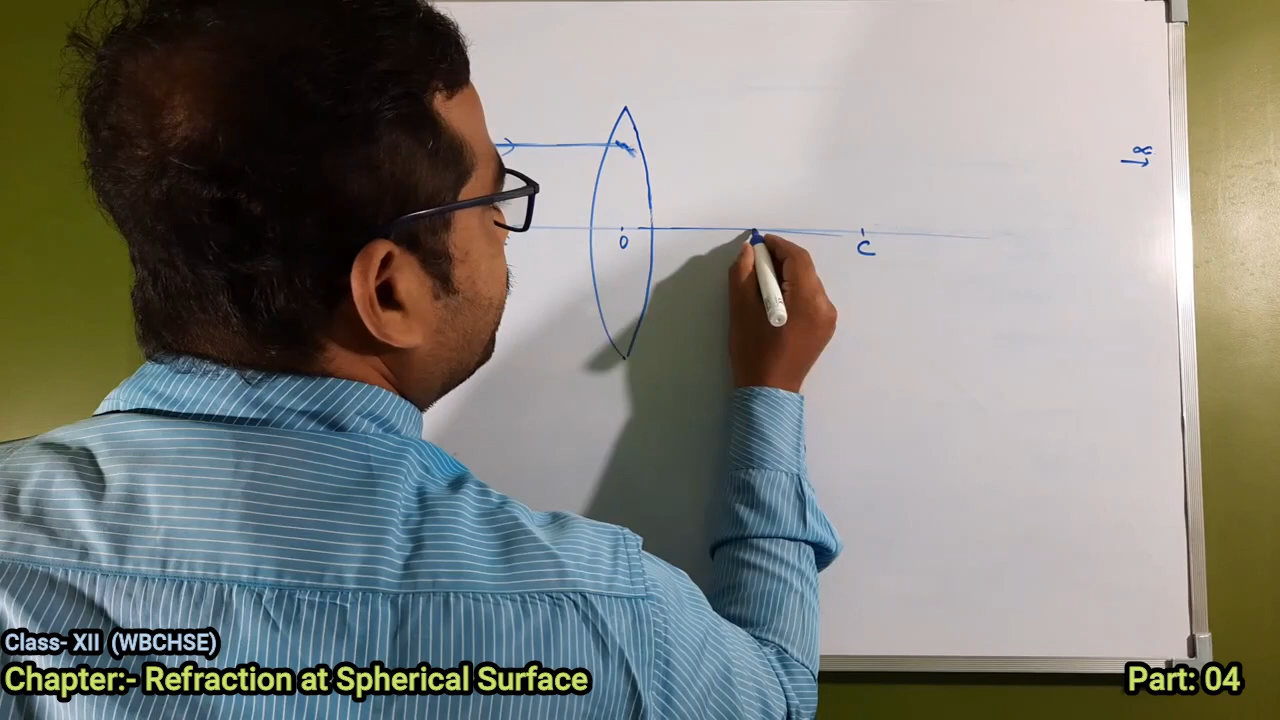 ∞
O
C
Class- XII (WBCHSE)
Chapter:- Refraction at Spherical Surface
Part: 04